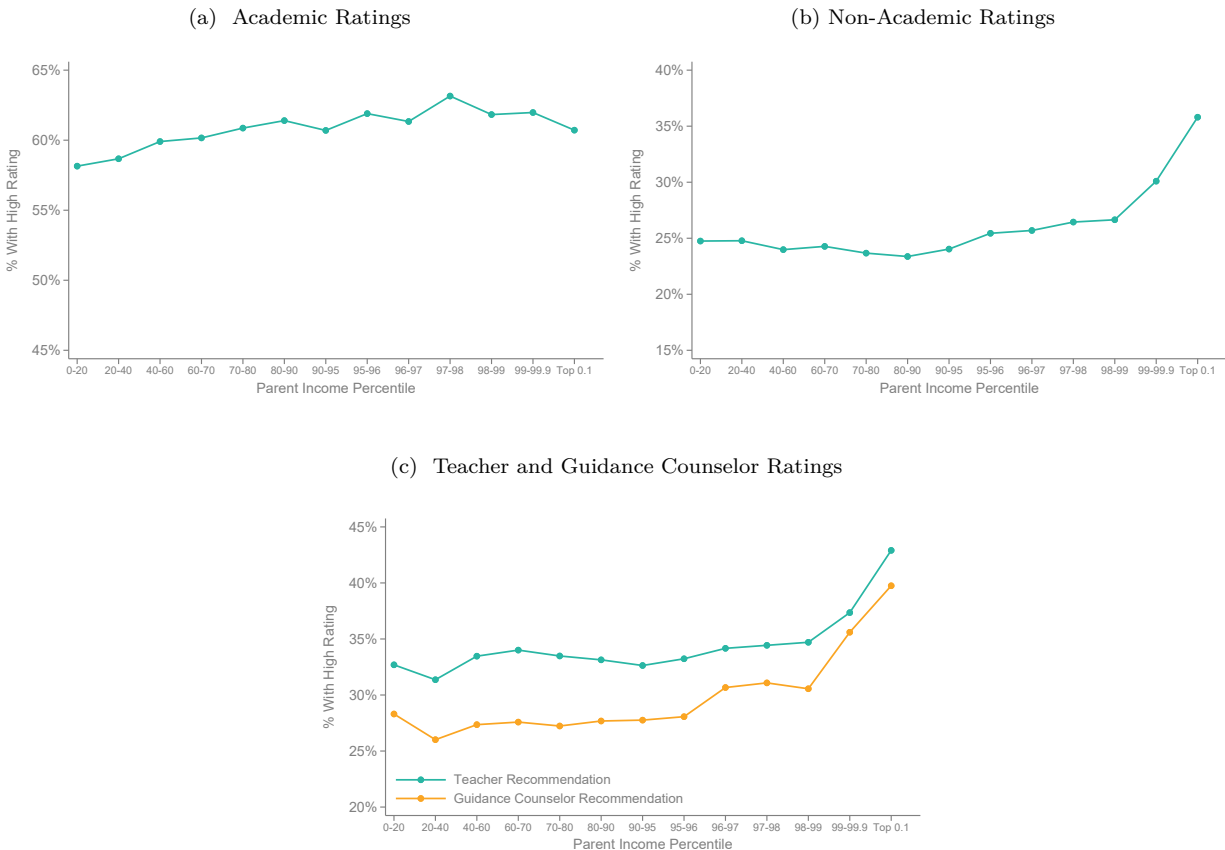 (a) Academic Ratings
65%
60%
55%
50%
45%
% With High Rating
0-20 20-40 40-60 60-70 70-80 80-90 90-95 95-96 96-97 97-98 98-99 99-99.9 Top 0.1
Parent Income Percentile
(b) Non-Academic Ratings
40%
35%
30%
25%
20%
15%
% With High Rating
0-20 20-40 40-60 60-70 70-80 80-90 90-95 95-96 96-97 97-98 98-99 99-99.9 Top 0.1
Parent Income Percentile
(c) Teacher and Guidance Counselor Ratings
45%
40%
35%
30%
25%
20%
% With High Rating
Teacher Recommendation
Guidance Counselor Recommendation
0-20 20-40 40-60 60-70 70-80 80-90 90-95 95-96 96-97 97-98 98-99 99-99.9 Top 0.1
Parent Income Percentile